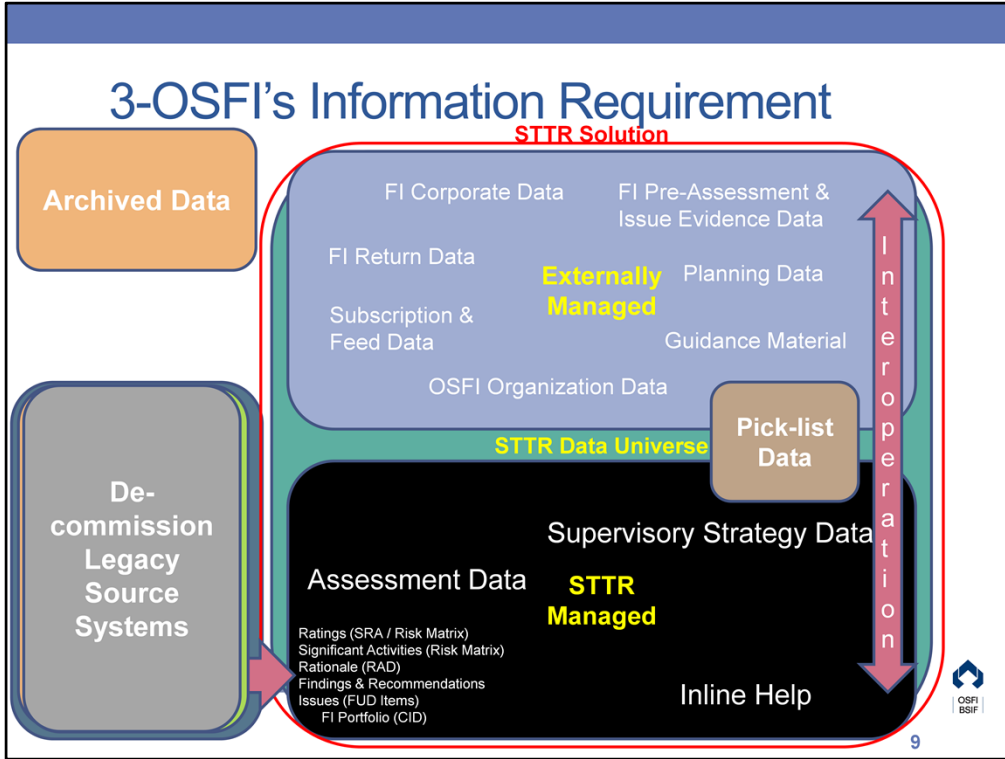 3-OSFI's Information Requirement
STTR Solution
Archived Data
FI Corporate Data
FI Pre-Assessment &
Issue Evidence Data
FI Return Data
Externally
Managed
Planning Data
Subscription &
Feed Data
Guidance Material
OSFI Organization Data
Interoperation
Pick-list
Data
STTR Data Universe
De-
commission
Legacy
Source
Systems
Supervisory Strategy Data
Assessment Data
STTR
Managed
Ratings (SRA / Risk Matrix)
Significant Activities (Risk Matrix)
Rationale (RAD)
Findings & Recommendations
Issues (FUD Items)
FI Portfolio (CID)
Inline Help
OSFI
BSIF
9